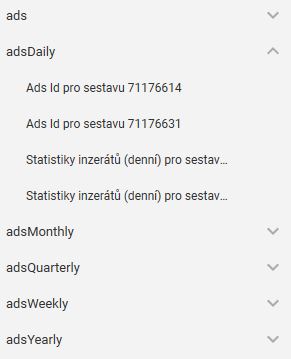 ads
adsDaily
Ads Id pro sestavu 71176614
Ads Id pro sestavu 71176631
Statistiky inzerátů (denní) pro sestav...
Statistiky inzerátů (denní) pro sestav...
adsMonthly
adsQuarterly
adsWeekly
adsYearly